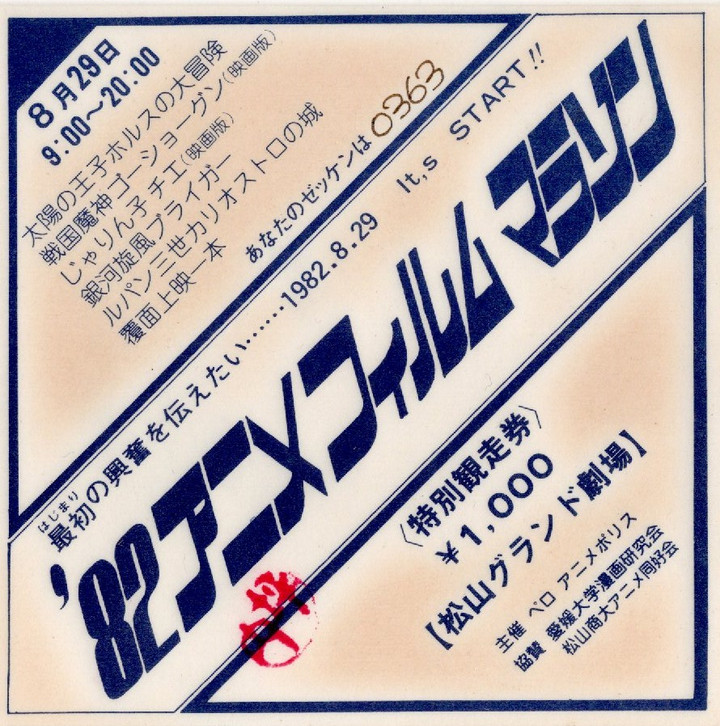 8月29日
9:00〜20:00
太陽の王子ホルスの大冒険
戦国魔神ゴーショーグン(映画版)
じゃりん子チエ(映画版)
銀河旋風ブライガー
ルパン三世カリオストロの城
覆面上映一本
あなたのゼッケンは0363
はじまり
最初の興奮を伝えたい……1982.8.29 It,s START!!
'82アニメフィルムマラソン
〈特別観走券〉
￥1,000
【松山グランド劇場】
主催 ペロ アニメポリス
協賛 愛媛大学漫画研究会
松山商大アニメ同好会